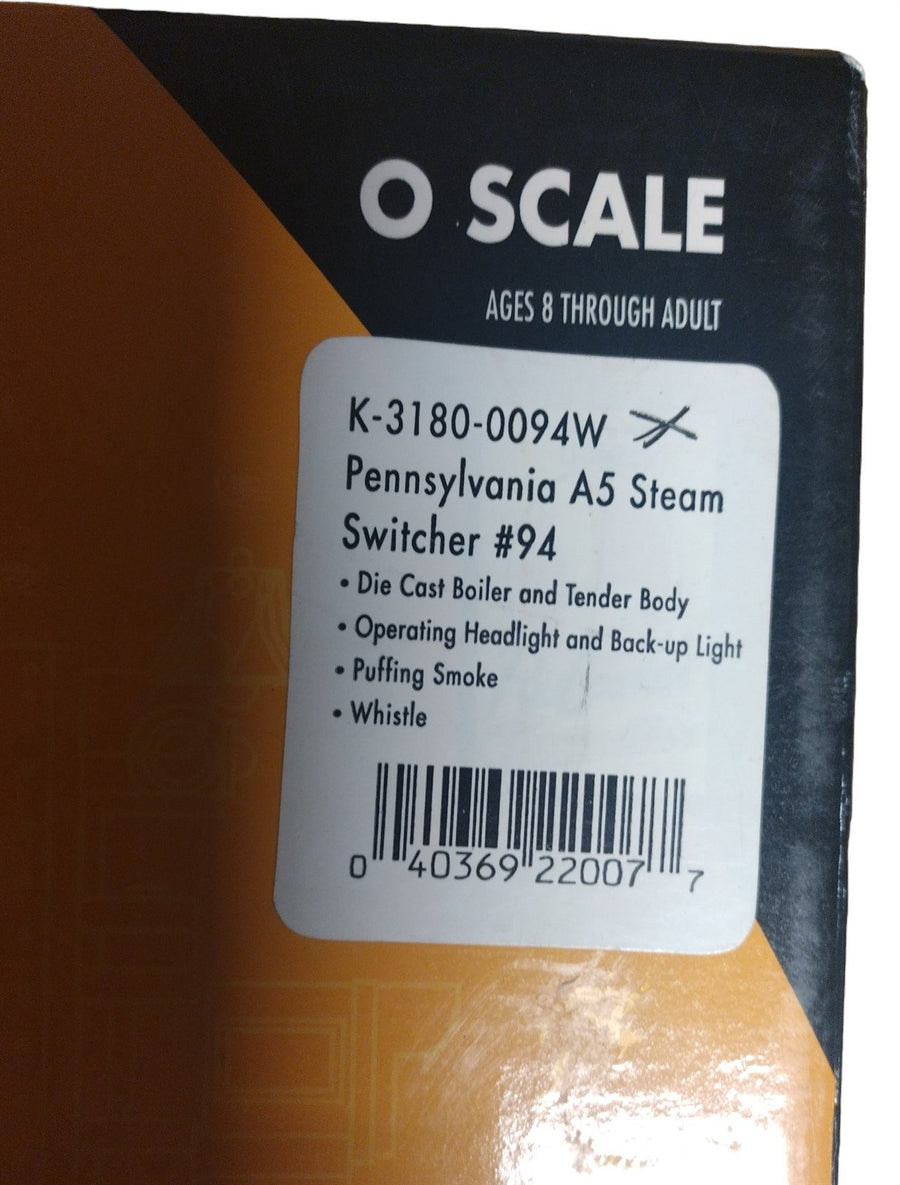 O SCALE
AGES 8 THROUGH ADULT
K-3180-0094W
Pennsylvania A5 Steam
Switcher #94
• Die Cast Boiler and Tender Body
• Operating Headlight and Back-up Light
• Puffing Smoke
• Whistle
0 40369 22007 7